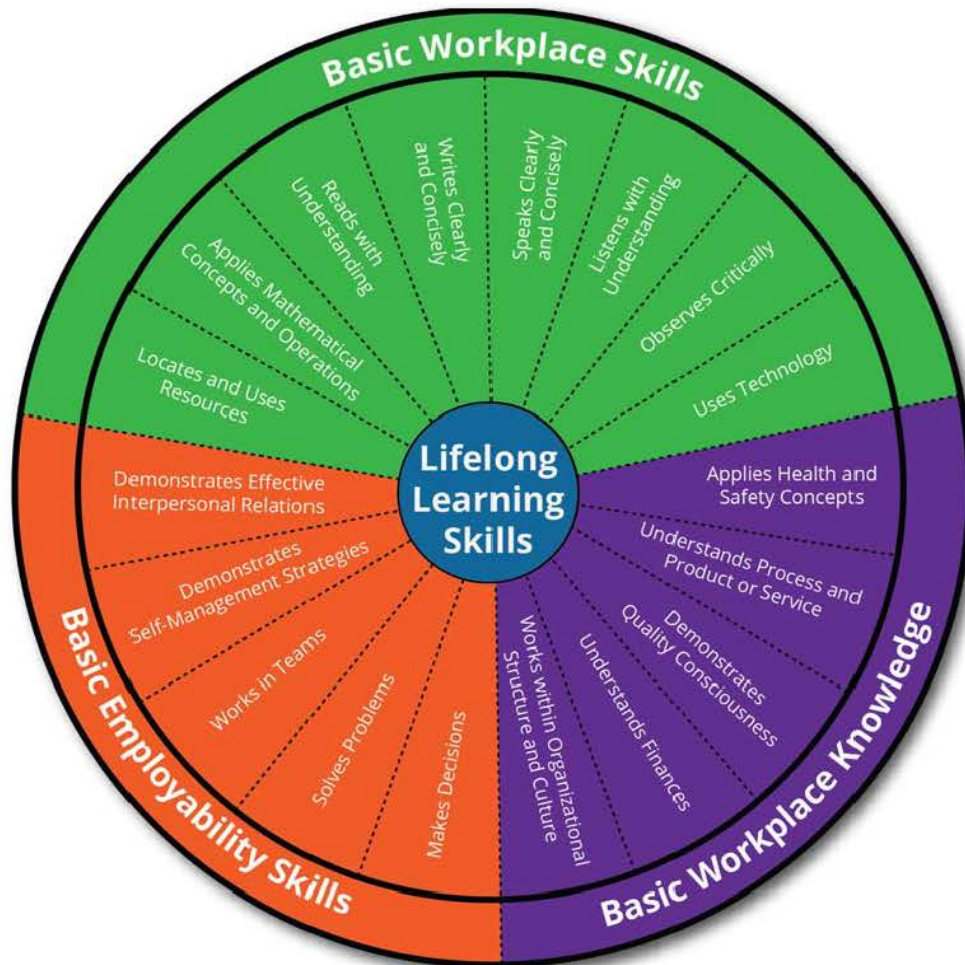 Basic Workplace Skills
Locates and Uses
Resources
Applies Mathematical
Concepts and Operations
Reads with
Understanding
Writes Clearly
and Concisely
Speaks Clearly
and Concisely
Listens with
Understanding
Observes Critically
Uses Technology
Lifelong
Learning
Skills
Applies Health and
Safety Concepts
Understands Process and
Product or Service
Demonstrates
Quality Consciousness
Understands Finances
Works within Organizational
Structure and Culture
Basic Workplace Knowledge
Demonstrates Effective
Interpersonal Relations
Demonstrates
Self-Management Strategies
Works in Teams
Solves Problems
Makes Decisions
Basic Employability Skills